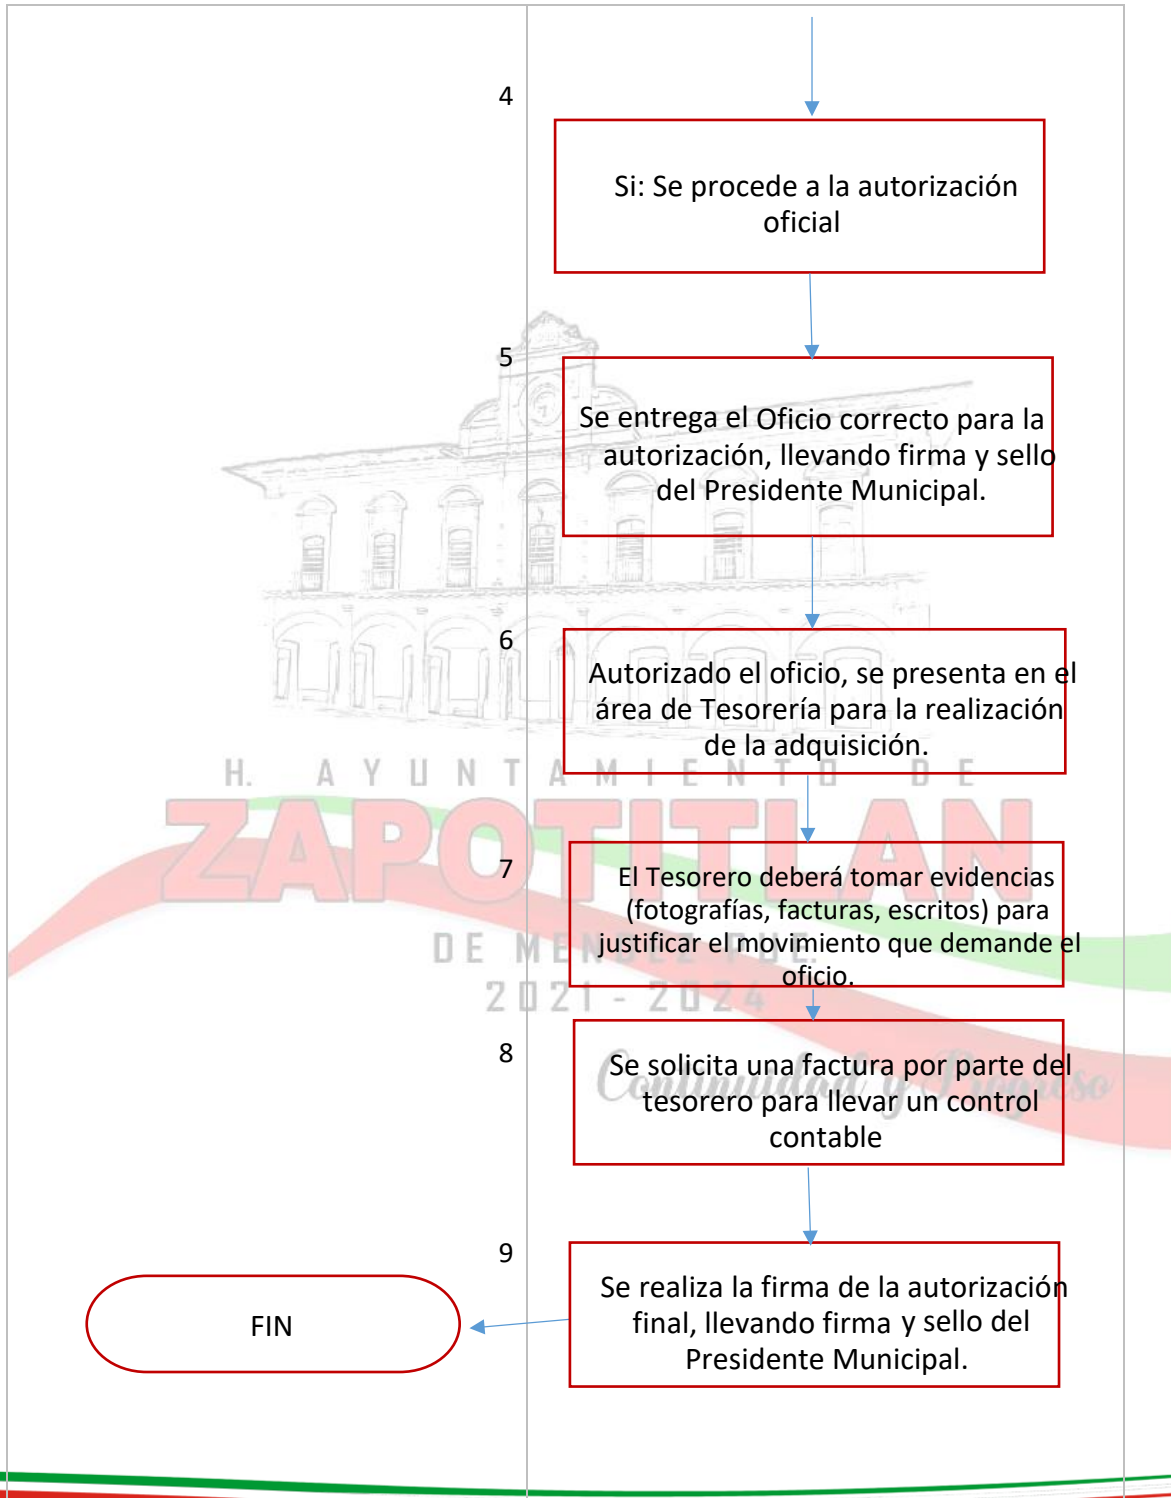 4
Si: Se procede a la autorización
oficial
5
Se entrega el Oficio correcto para la
autorización, llevando firma y sello
del Presidente Municipal.
6
Autorizado el oficio, se presenta en el
área de Tesorería para la realización
de la adquisición.
H. AYUNTAMIENTO DE
ZAPOTITLAN
7
El Tesorero deberá tomar evidencias
(fotografías, facturas, escritos) para
justificar el movimiento que demande el
oficio.
DE MENDEZ PUE.
2021 - 2024
8
Se solicita una factura por parte del
tesorero para llevar un control
contable
Continuidad y Progreso
9
Se realiza la firma de la autorización
final, llevando firma y sello del
Presidente Municipal.
FIN